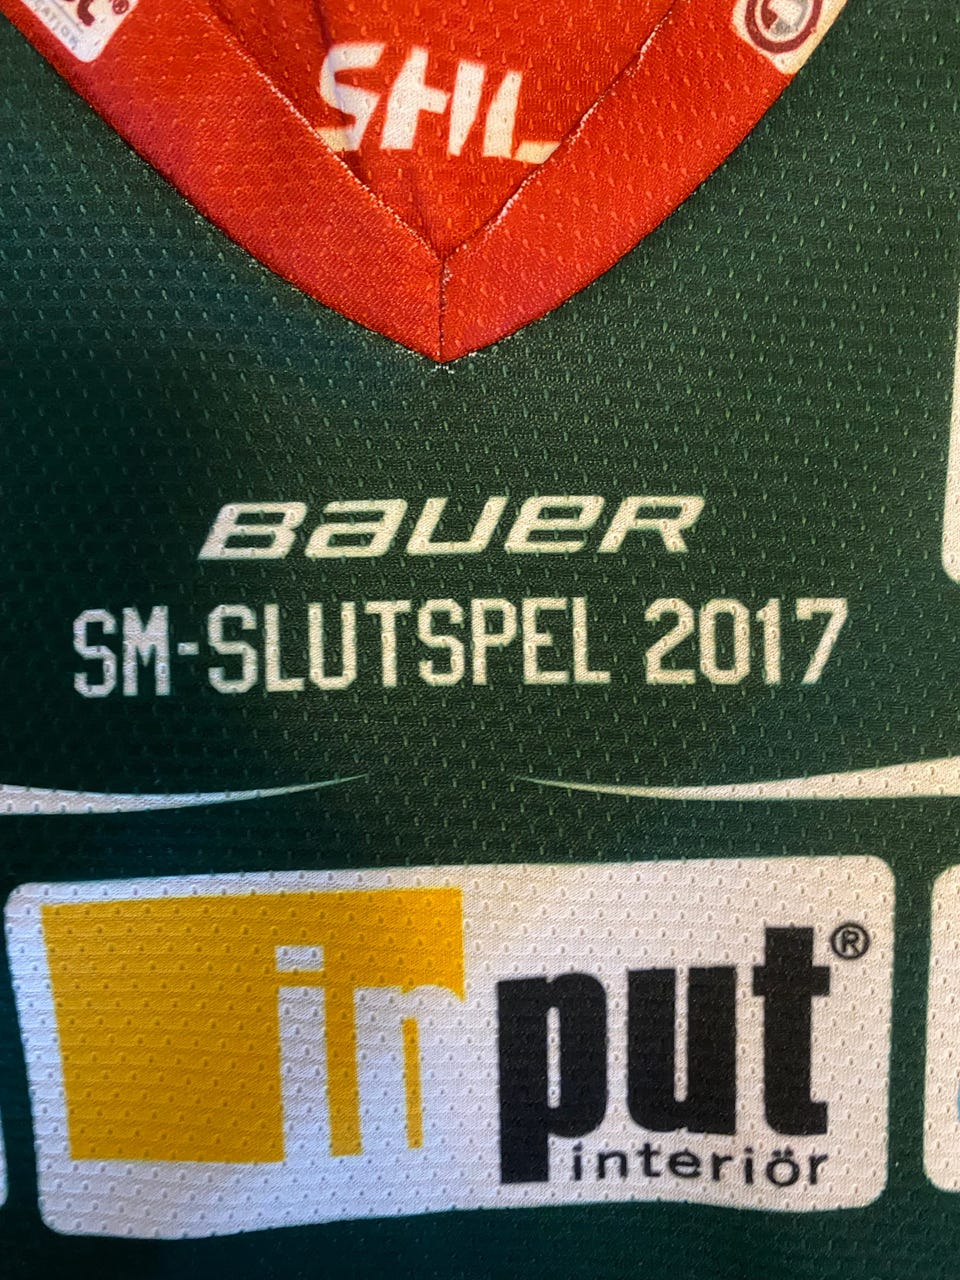 SHL
BAUER
SM-SLUTSPEL 2017
input®
interiör